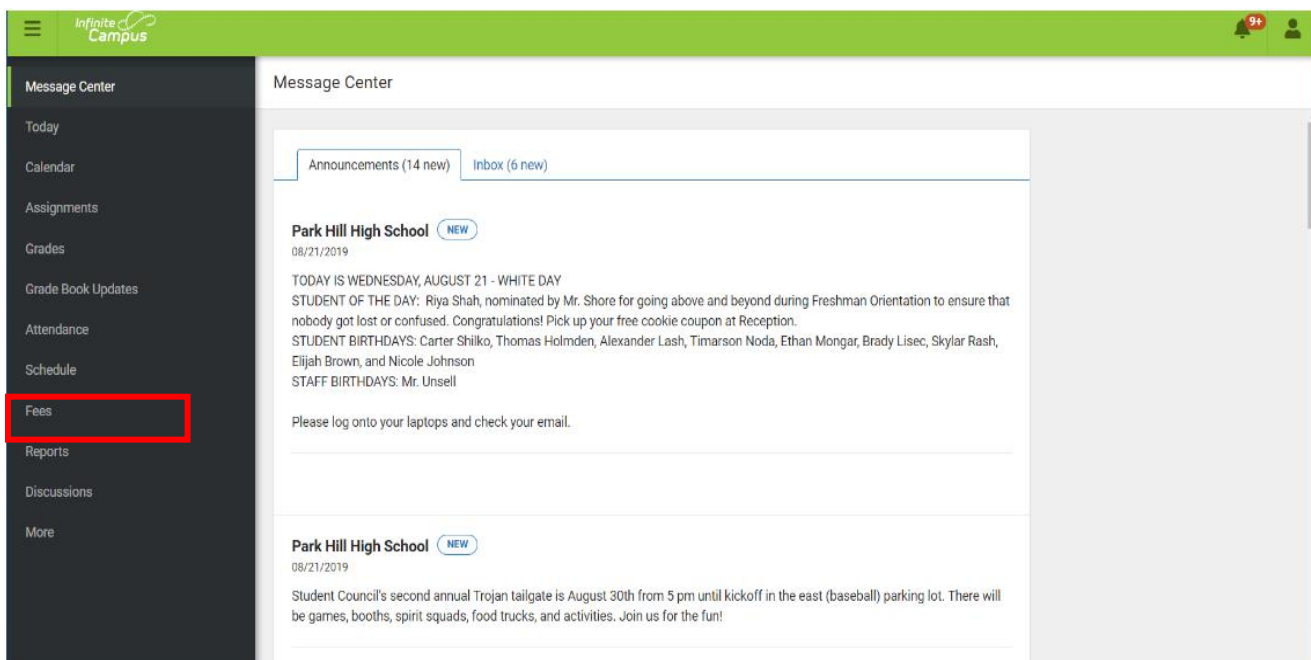 Infinite
Campus
9+
Message Center
Today
Calendar
Assignments
Grades
Grade Book Updates
Attendance
Schedule
Fees
Reports
Discussions
More
Message Center
Announcements (14 new) Inbox (6 new)
Park Hill High School NEW
08/21/2019
TODAY IS WEDNESDAY, AUGUST 21 - WHITE DAY
STUDENT OF THE DAY: Riya Shah, nominated by Mr. Shore for going above and beyond during Freshman Orientation to ensure that
nobody got lost or confused. Congratulations! Pick up your free cookie coupon at Reception.
STUDENT BIRTHDAYS: Carter Shilko, Thomas Holmden, Alexander Lash, Timarson Noda, Ethan Mongar, Brady Lisec, Skylar Rash,
Elijah Brown, and Nicole Johnson
STAFF BIRTHDAYS: Mr. Unsell
Please log onto your laptops and check your email.
Park Hill High School NEW
08/21/2019
Student Council's second annual Trojan tailgate is August 30th from 5 pm until kickoff in the east (baseball) parking lot. There will
be games, booths, spirit squads, food trucks, and activities. Join us for the fun!